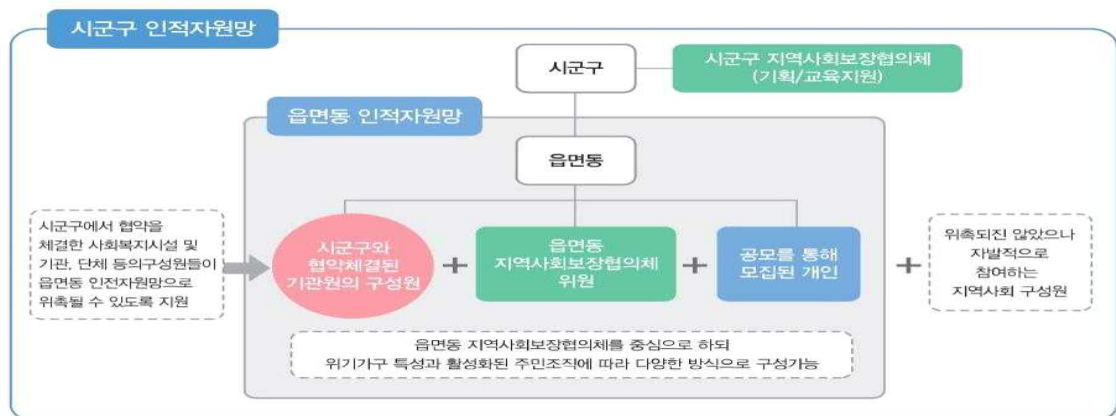 시군구 인적자원망
시군구
시군구 지역사회보장협의체
(기획/교육지원)
읍면동 인적자원망
읍면동
시군구에서 협약을
체결한 사회복지시설 및
기관, 단체 등의구성원들이
읍면동 인전자원망으로
위촉될 수 있도록 지원
시군구와
협약체결된
기관원의 구성원
+
읍면동
지역사회보장협의체
위원
+
공모를 통해
모집된 개인
+
위촉되진 않았으나
자발적으로
참여하는
지역사회 구성원
읍면동 지역사회보장협의체를 중심으로 하되
위기가구 특성과 활성화된 주민조직에 따라 다양한 방식으로 구성가능